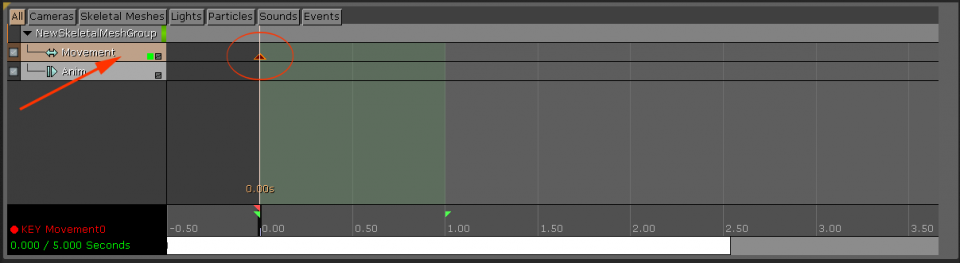 All Cameras Skeletal Meshes Lights Particles Sounds Events
NewSkeletalMeshGroup
Movement
Anim
0.00s
KEY Movement0
-0.50 0.00 0.50 1.00 1.50 2.00 2.50 3.00 3.50
0.000 / 5.000 Seconds